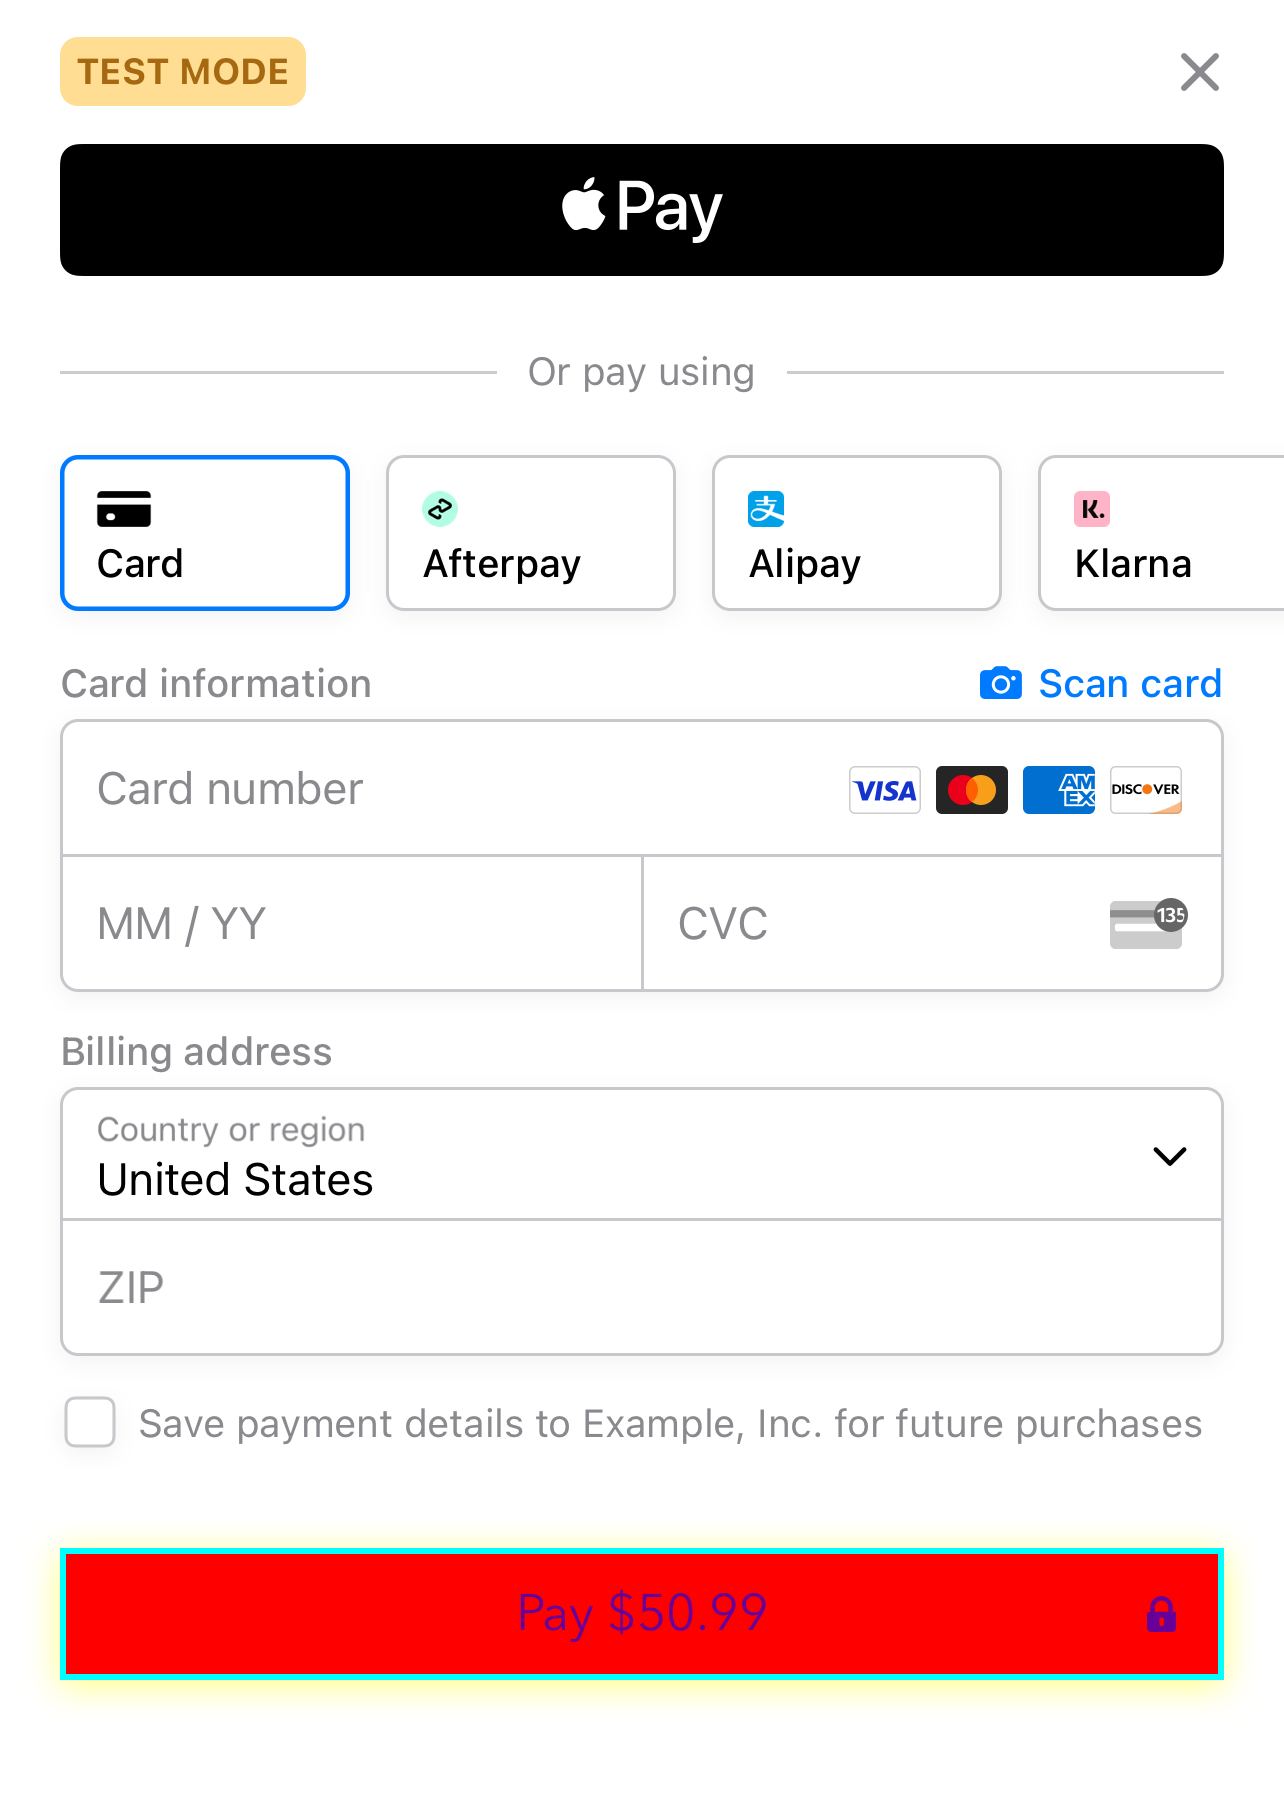 TEST MODE
Pay
Or pay using
Card
Afterpay
支
Alipay
K.
Klarna
Card information
Scan card
Card number
VISA
AM
EX
DISCOVER
MM / YY
CVC
135
Billing address
Country or region
United States
ZIP
Save payment details to Example, Inc. for future purchases
Pay $50.99